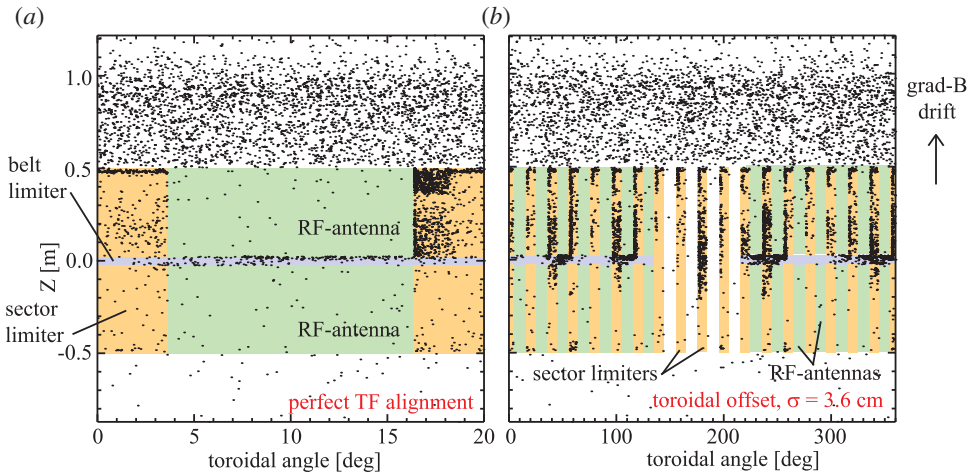 (a)
(b)
1.0
0.5
0.0
-0.5
Z [m]
belt
limiter
sector
limiter
RF-antenna
RF-antenna
perfect TF alignment
0
5
10
15
20
toroidal angle [deg]
sector limiters
RF-antennas
toroidal offset, σ = 3.6 cm
0
100
200
300
toroidal angle [deg]
grad-B
drift